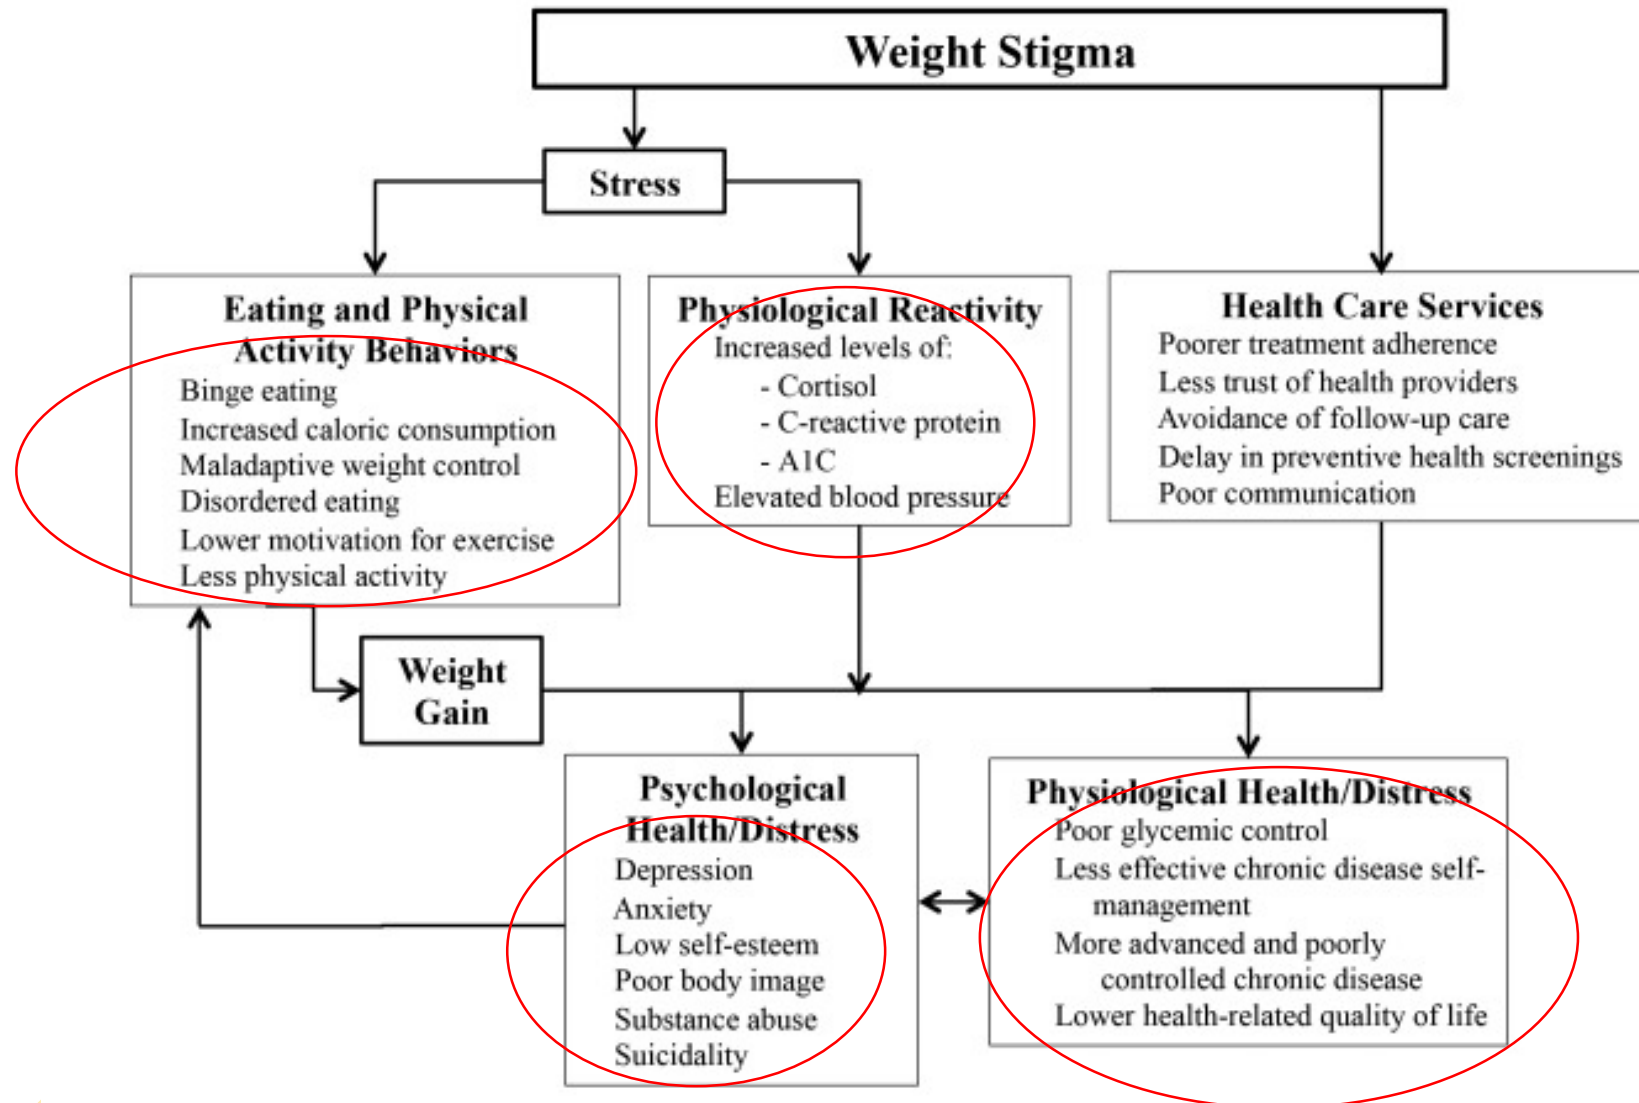 Weight Stigma
Stress
Eating and Physical
Activity Behaviors
Binge eating
Increased caloric consumption
Maladaptive weight control
Disordered eating
Lower motivation for exercise
Less physical activity
Physiological Reactivity
Increased levels of:
- Cortisol
- C-reactive protein
- A1C
Elevated blood pressure
Health Care Services
Poorer treatment adherence
Less trust of health providers
Avoidance of follow-up care
Delay in preventive health screenings
Poor communication
Weight
Gain
Psychological
Health/Distress
Depression
Anxiety
Low self-esteem
Poor body image
Substance abuse
Suicidality
Physiological Health/Distress
Poor glycemic control
Less effective chronic disease self-
management
More advanced and poorly
controlled chronic disease
Lower health-related quality of life